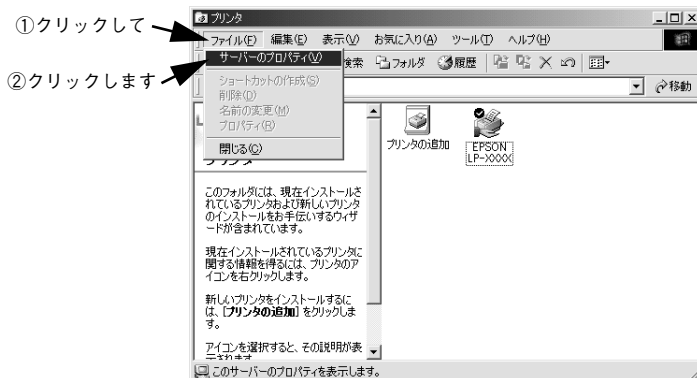 プリンタ
①クリックして
ファイル(F) 編集(E) 表示(V) お気に入り(A) ツール(T) ヘルプ(H)
②クリックします
サーバーのプロパティ(V)
検索 フォルダ 履歴
ショートカットの作成(S)
削除(D)
名前の変更(M)
プロパティ(R)
閉じる(C)
移動
プリンタの追加
EPSON
LP-XXXX
プリンタ
このフォルダには、現在インストールさ
れているプリンタおよび新しいプリンタ
のインストールをお手伝いするウィザ
ードが含まれています。
現在インストールされているプリンタに
関する情報を得るには、プリンタのア
イコンを右クリックします。
新しいプリンタをインストールするに
は、[プリンタの追加] をクリックしま
す。
アイコンを選択すると、その説明が表
示されます
このサーバーのプロパティを表示します。